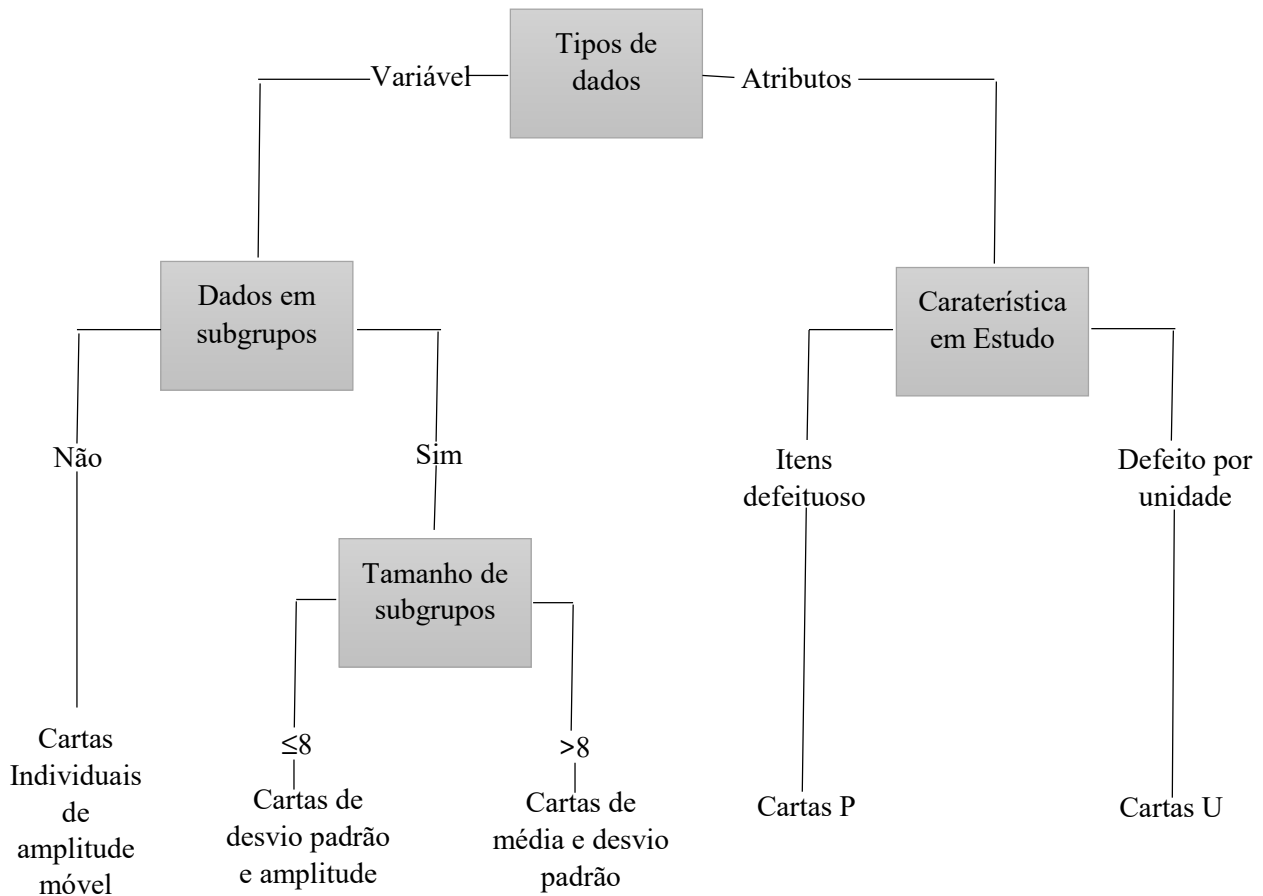 Tipos de
dados
Variável
Atributos
Dados em
subgrupos
Caraterística
em Estudo
Não
Sim
Itens
defeituoso
Defeito por
unidade
Tamanho de
subgrupos
≤8
>8
Cartas
Individuais
de
amplitude
móvel
Cartas de
desvio padrão
e amplitude
Cartas de
média e desvio
padrão
Cartas P
Cartas U